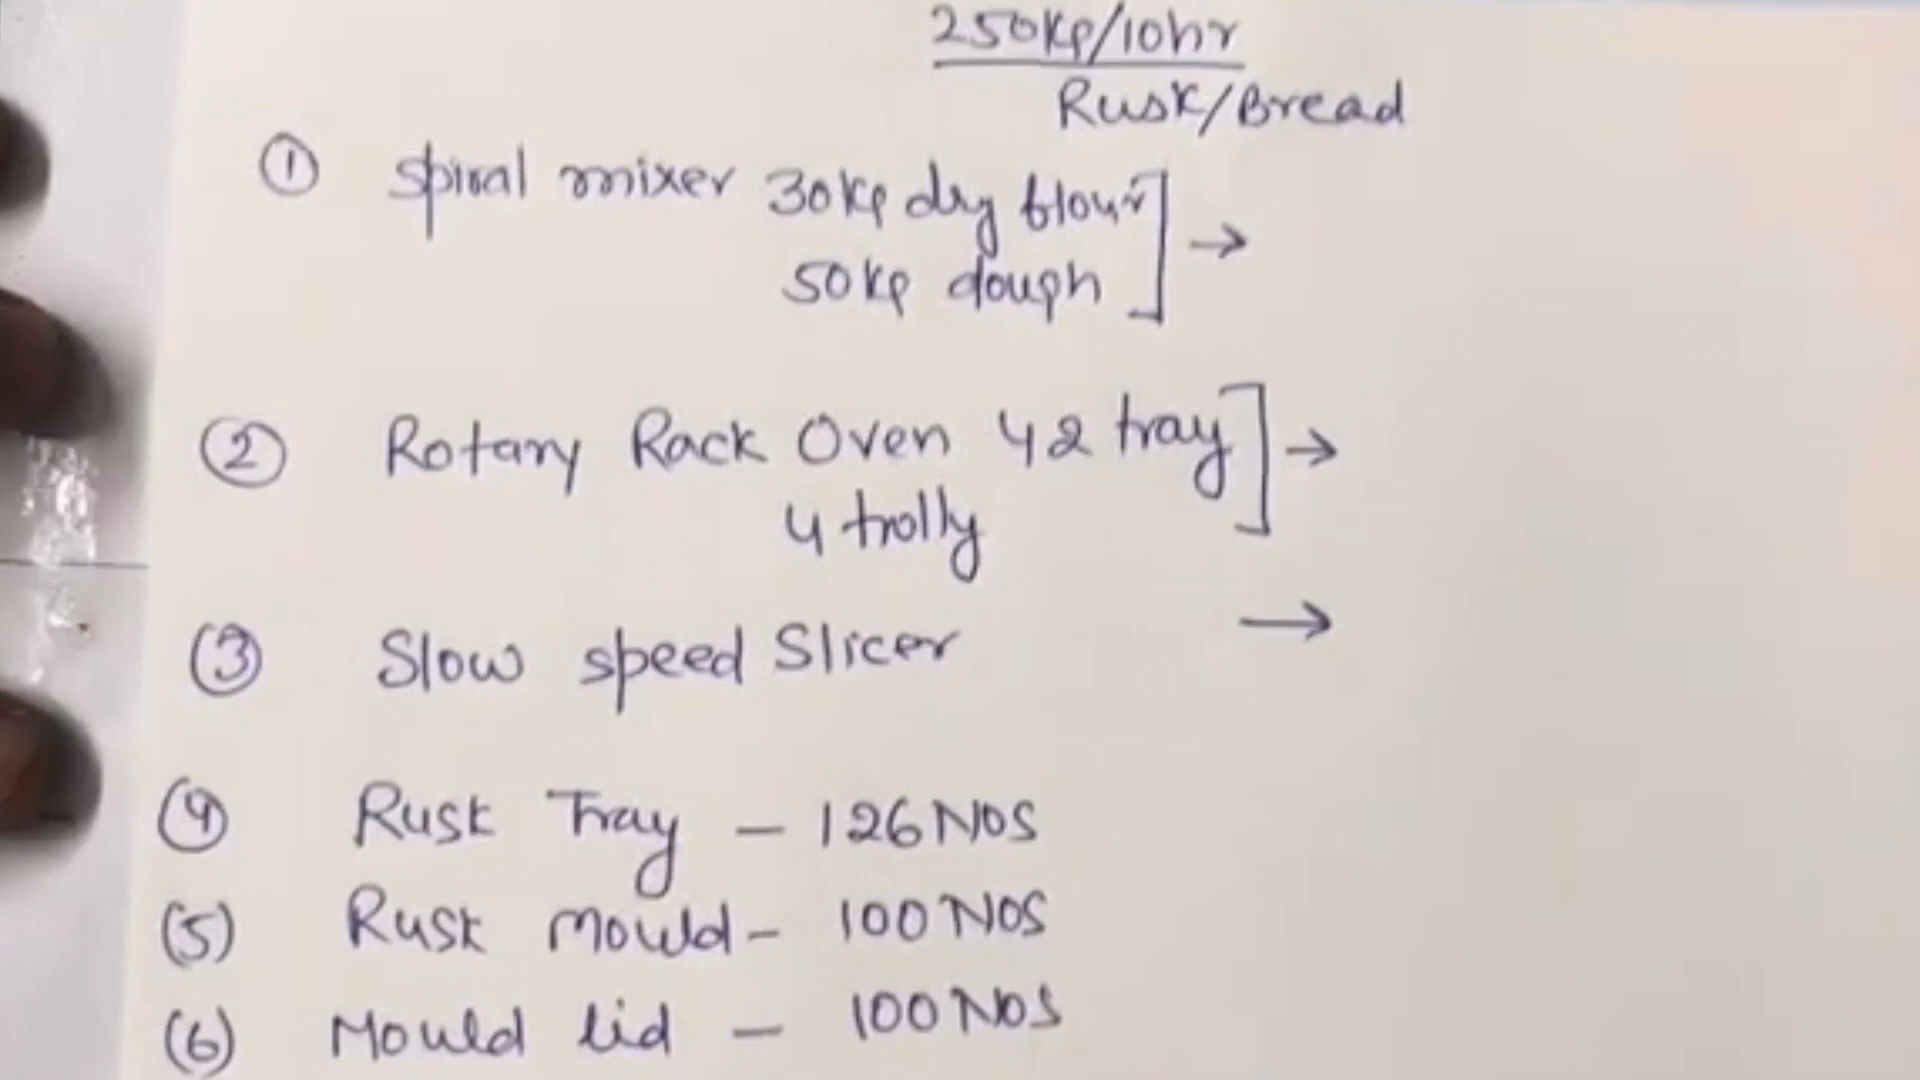 250kg/10hr
Rusk/Bread
① Spiral mixer 30kg dry flour] →
50kg dough
② Rotary Rack Oven 42 tray] →
4 trolly
③ Slow speed Slicer →
④ Rusk Tray – 126 NOS
(5) Rusk Mould – 100 NOS
(6) Mould lid – 100 NOS